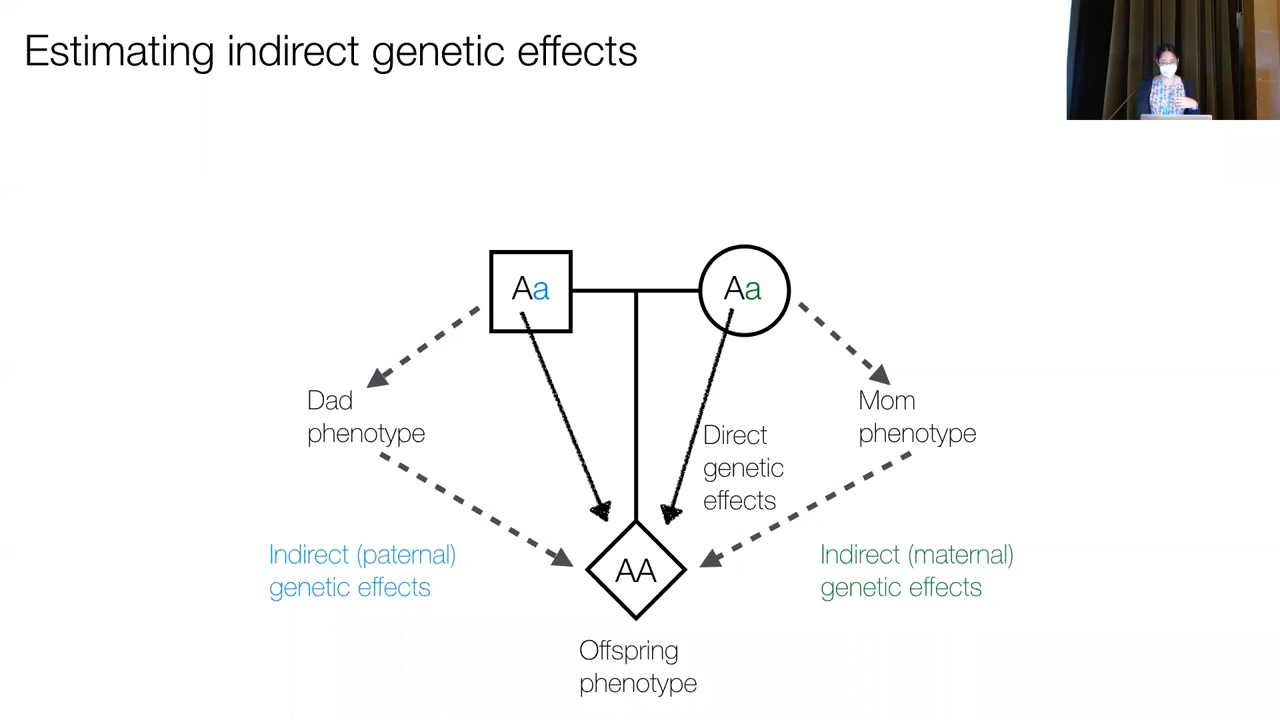 Estimating indirect genetic effects
Aa
Aa
Dad
phenotype
Mom
phenotype
Direct
genetic
effects
Indirect (paternal)
genetic effects
AA
Indirect (maternal)
genetic effects
Offspring
phenotype